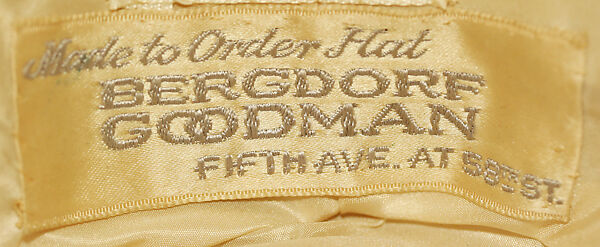 Made to Order Hat
BERGDORF
GOODMAN
FIFTH AVE. AT 58TH ST.